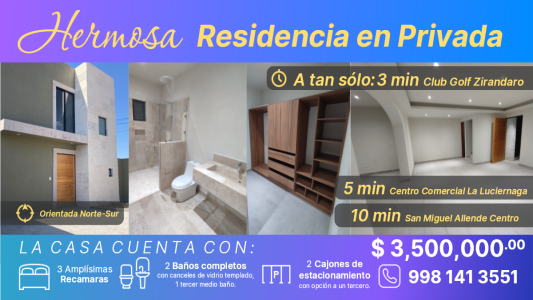 Hermosa Residencia en Privada
A tan sólo: 3 min Club Golf Zirandaro
5 min Centro Comercial La Luciernaga
10 min San Miguel Allende Centro
Orientada Norte-Sur
LA CASA CUENTA CON:
$ 3,500,000.00
3 Amplísimas
Recamaras
2 Baños completos
con canceles de vidrio templado,
1 tercer medio baño.
P
2 Cajones de
estacionamiento
con opción a un tercero.
998 141 3551